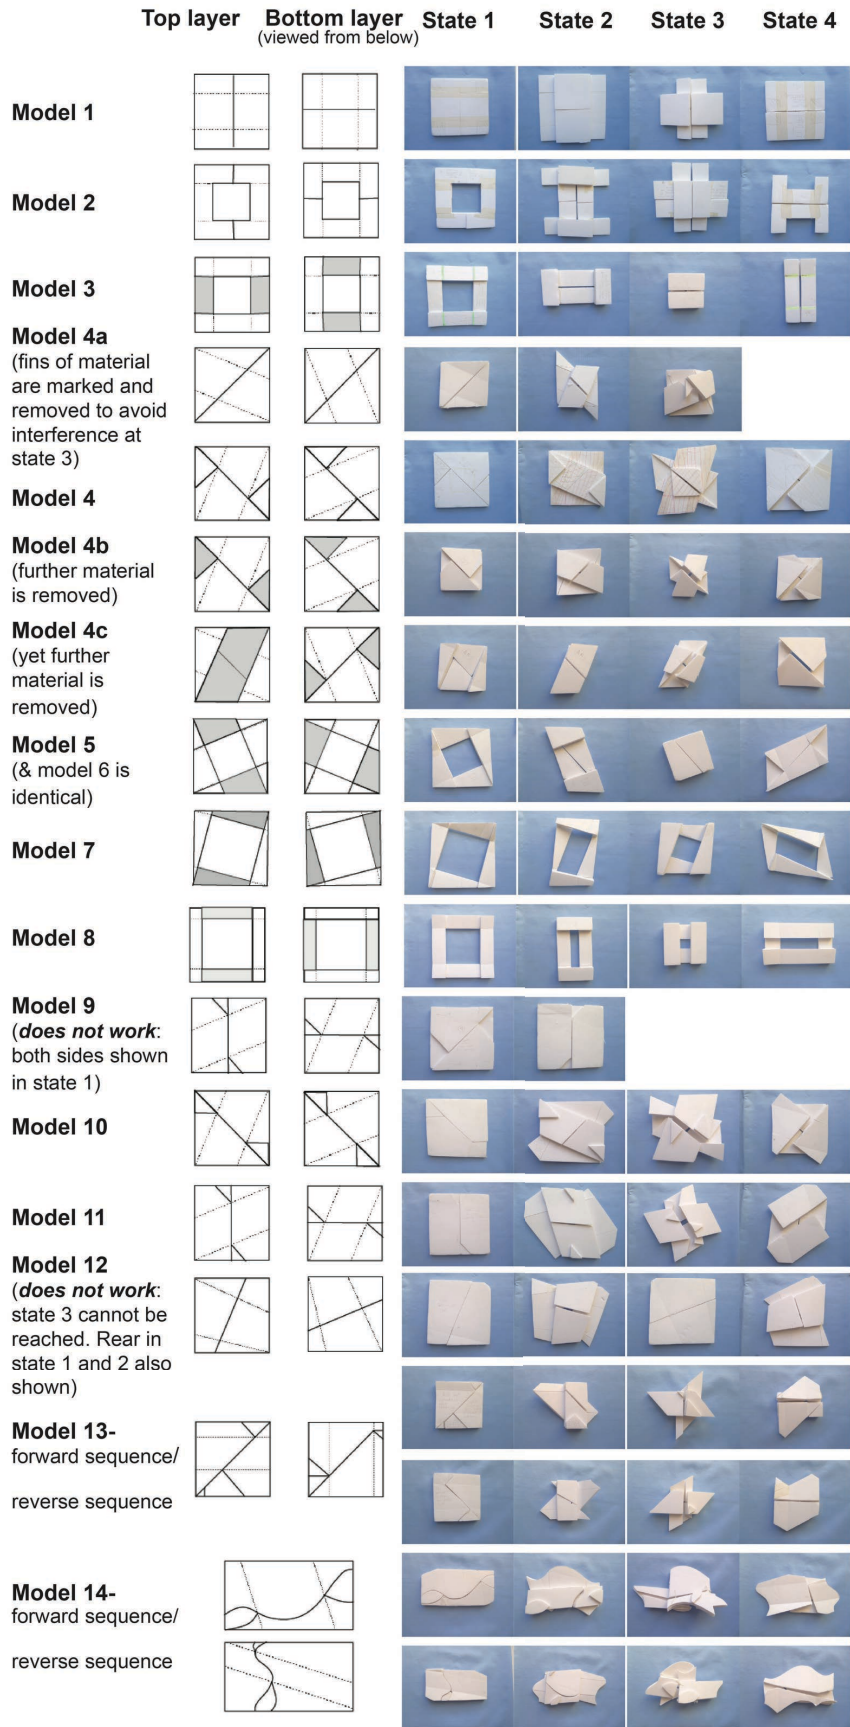 Top layer
Bottom layer
(viewed from below)
State 1
State 2
State 3
State 4
Model 1
Model 2
Model 3
Model 4a
(fins of material
are marked and
removed to avoid
interference at
state 3)
Model 4
Model 4b
(further material
is removed)
Model 4c
(yet further
material is
removed)
Model 5
(& model 6 is
identical)
Model 7
Model 8
Model 9
(does not work:
both sides shown
in state 1)
Model 10
Model 11
Model 12
(does not work:
state 3 cannot be
reached. Rear in
state 1 and 2 also
shown)
Model 13-
forward sequence/
reverse sequence
Model 14-
forward sequence/
reverse sequence